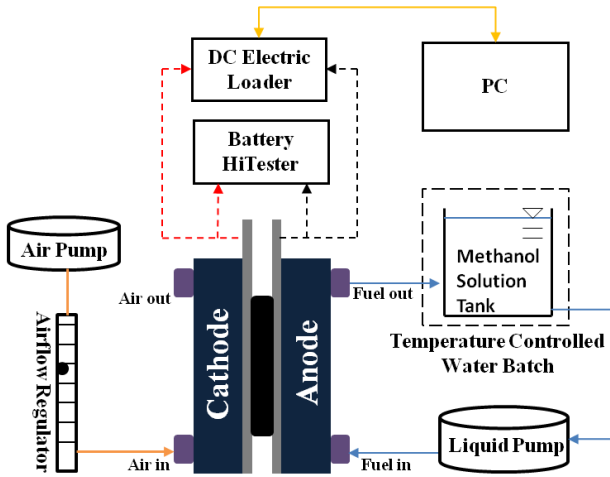 DC Electric
Loader
PC
Battery
HiTester
Air Pump
Air out
Fuel out
Methanol
Solution
Tank
Temperature Controlled
Water Batch
Airflow Regulator
Cathode
Anode
Air in
Fuel in
Liquid Pump